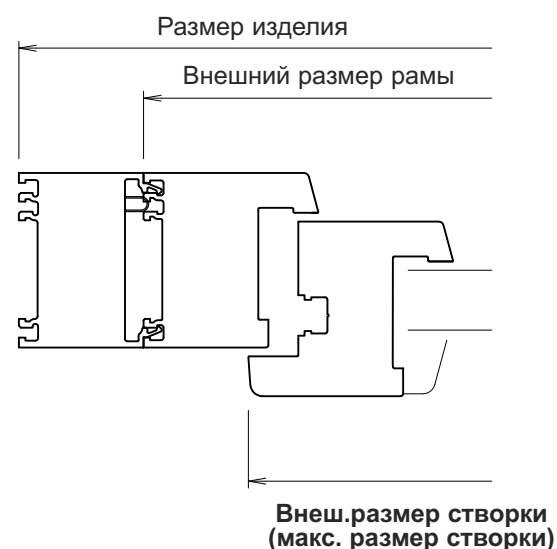 Размер изделия
Внешний размер рамы
Внеш.размер створки
(макс. размер створки)